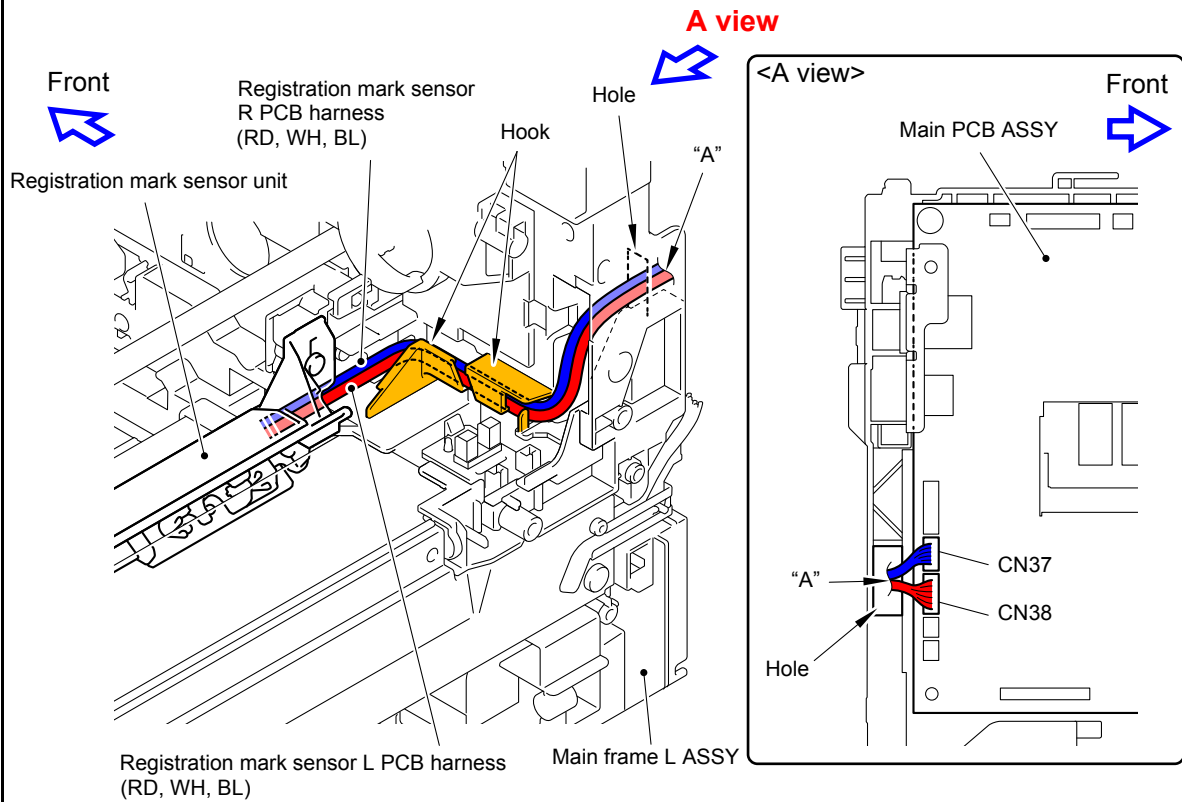 A view
Front
Registration mark sensor
R PCB harness
(RD, WH, BL)
Hole
Hook
“A”
Registration mark sensor unit
Registration mark sensor L PCB harness
(RD, WH, BL)
Main frame L ASSY
<A view>
Front
Main PCB ASSY
CN37
“A”
CN38
Hole